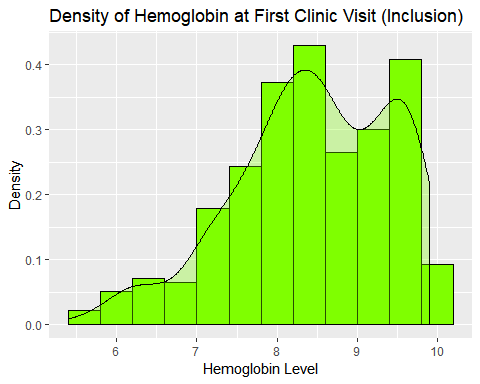 Density of Hemoglobin at First Clinic Visit (Inclusion)
0.4
0.3
0.2
0.1
0.0
Density
6 7 8 9 10
Hemoglobin Level